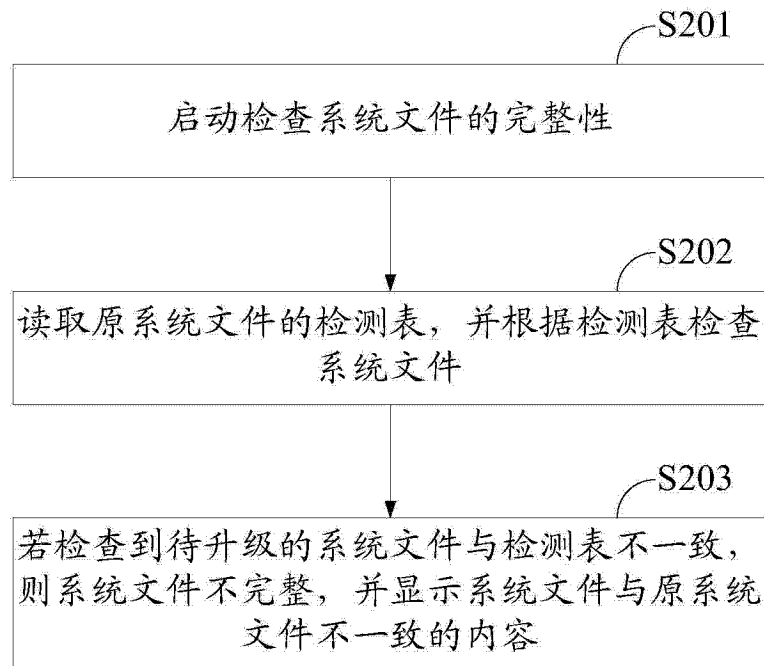 S201
启动检查系统文件的完整性
S202
读取原系统文件的检测表，并根据检测表检查
系统文件
S203
若检查到待升级的系统文件与检测表不一致，
则系统文件不完整，并显示系统文件与原系统
文件不一致的内容